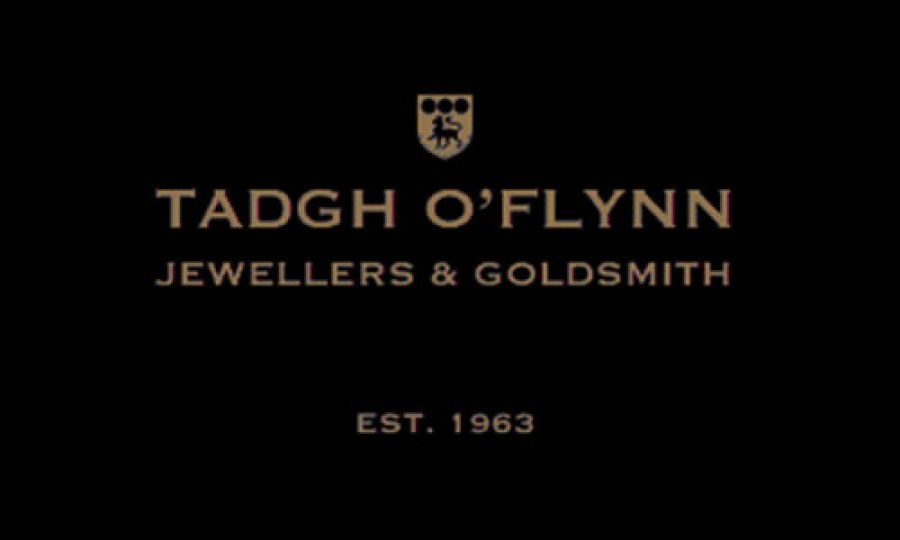 TADGH O'FLYNN
JEWELLERS & GOLDSMITH
EST. 1963